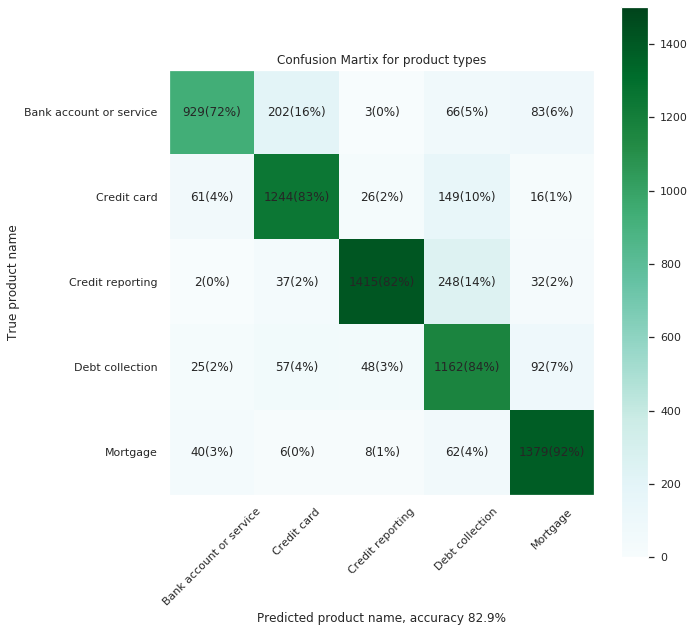 Confusion Martix for product types
1400
1200
1000
800
600
400
200
0
True product name
Bank account or service 929(72%) 202(16%) 3(0%) 66(5%) 83(6%)
Credit card 61(4%) 1244(83%) 26(2%) 149(10%) 16(1%)
Credit reporting 2(0%) 37(2%) 1415(82%) 248(14%) 32(2%)
Debt collection 25(2%) 57(4%) 48(3%) 1162(84%) 92(7%)
Mortgage 40(3%) 6(0%) 8(1%) 62(4%) 1379(92%)
Bank account or service
Credit card
Credit reporting
Debt collection
Mortgage
Predicted product name, accuracy 82.9%